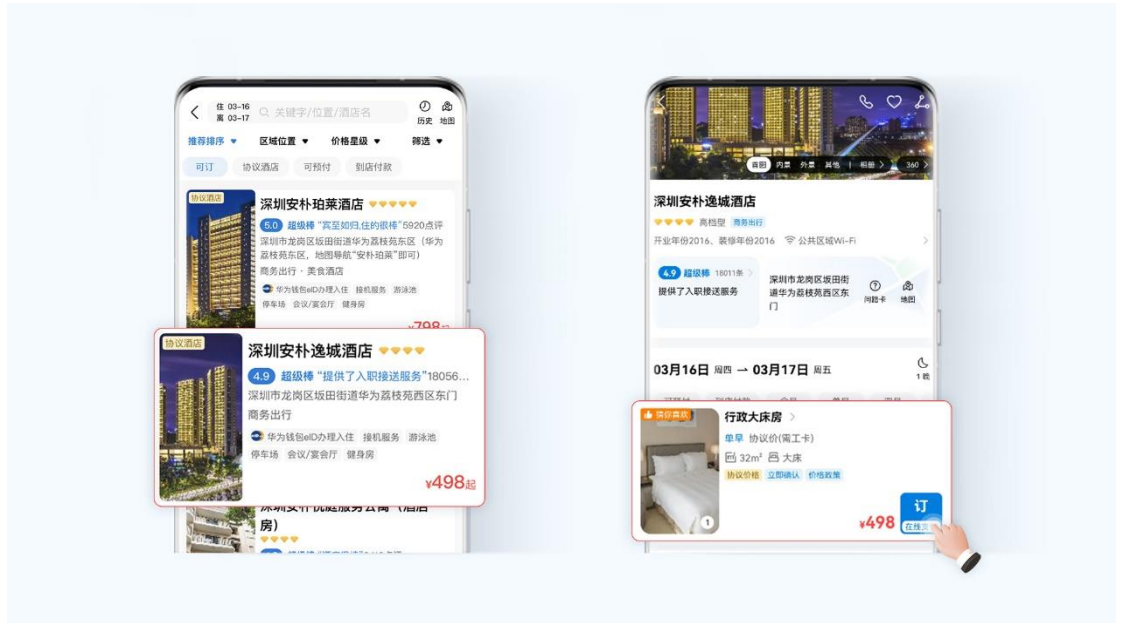 住 03-16
离 03-17
关键字/位置/酒店名
历史
地图
推荐排序
区域位置
价格星级
筛选
可订
协议酒店
可预付
到店付款
协议酒店
深圳安朴珀莱酒店
5.0 超级棒 “宾至如归,住的很棒”5920点评
深圳市龙岗区坂田街道华为荔枝苑东区（华为
荔枝苑东区，地图导航“安朴珀莱”即可)
商务出行 · 美食酒店
华为钱包eID办理入住 接机服务 游泳池
停车场 会议/宴会厅 健身房
¥798起
协议酒店
深圳安朴逸城酒店
4.9 超级棒 “提供了入职接送服务”18056...
深圳市龙岗区坂田街道华为荔枝苑西区东门
商务出行
华为钱包eID办理入住 接机服务 游泳池
停车场 会议/宴会厅 健身房
¥498起
深圳安朴优庭服务公寓（酒店
房）
首图 内景 外景 其他 | 相册 > 360 >
深圳安朴逸城酒店
高档型 商务出行
开业年份2016、装修年份2016 公共区域Wi-Fi
4.9 超级棒 18011条 >
提供了入职接送服务
深圳市龙岗区坂田街
道华为荔枝苑西区东
门
问路卡
地图
03月16日 周四 → 03月17日 周五
1 晚
猜你喜欢
行政大床房 >
单早 协议价(需工卡)
32m² 大床
协议价格 立即确认 价格政策
1
¥498
订
在线